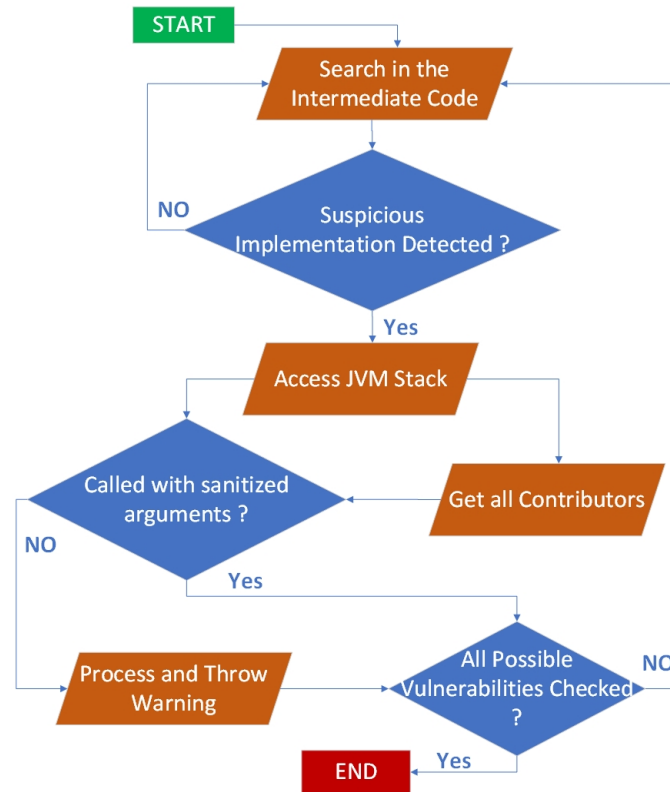 START
Search in the
Intermediate Code
NO
Suspicious
Implementation Detected ?
Yes
Access JVM Stack
Called with sanitized
arguments ?
Get all Contributors
NO
Yes
Process and Throw
Warning
All Possible
Vulnerabilities Checked
?
NO
Yes
END